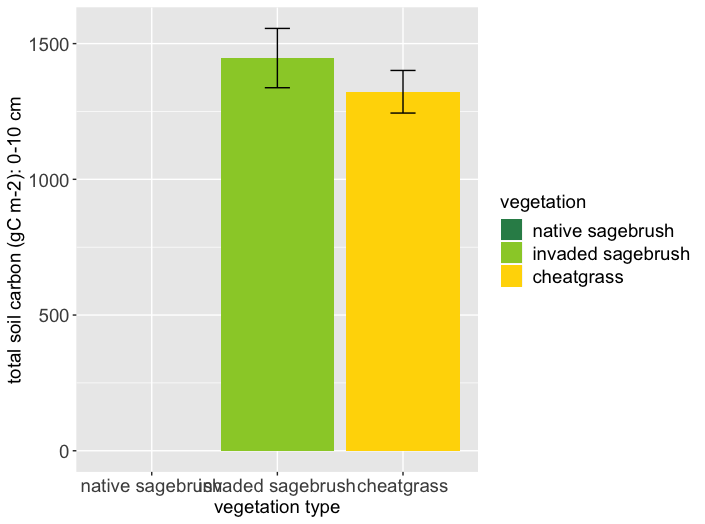 total soil carbon (gC m-2): 0-10 cm
1500
1000
500
0
native sagebrush
invaded sagebrush
cheatgrass
vegetation type
vegetation
native sagebrush
invaded sagebrush
cheatgrass